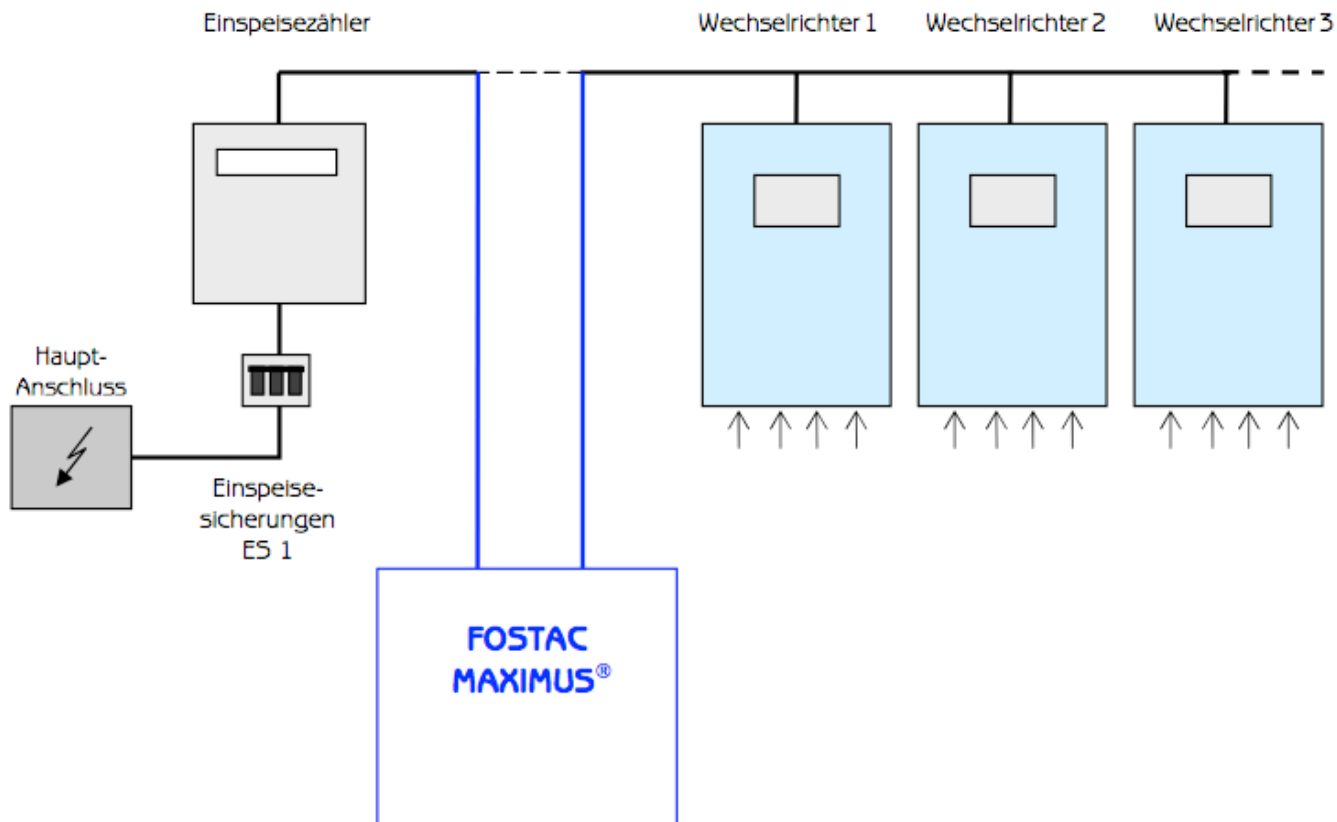 Einspeisezähler
Wechselrichter 1
Wechselrichter 2
Wechselrichter 3
Haupt-
Anschluss
Einspeise-
sicherungen
ES 1
FOSTAC
MAXIMUS®